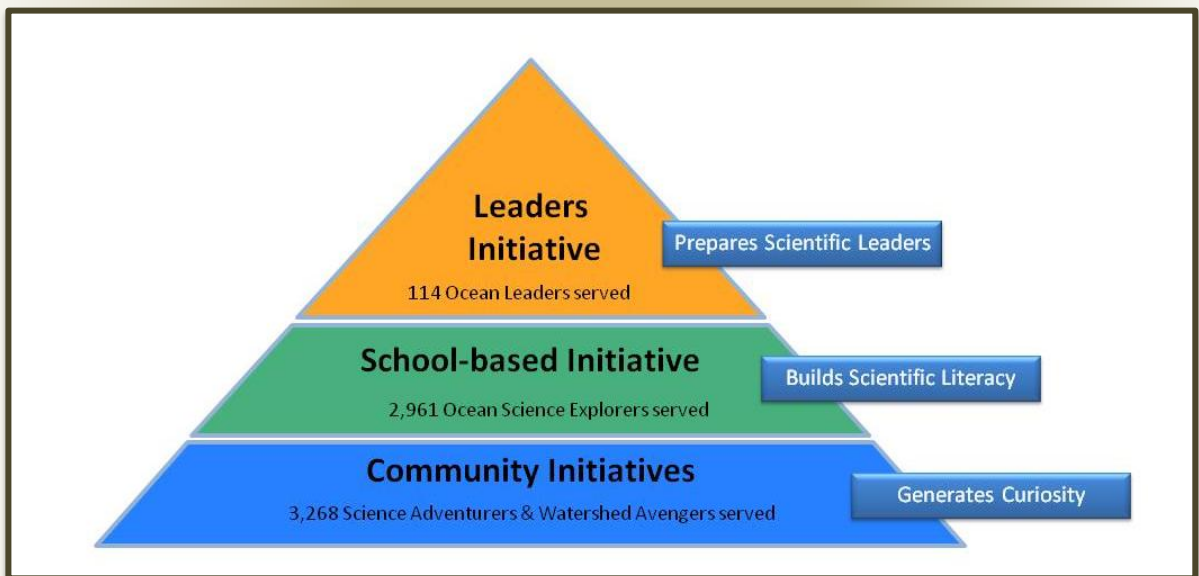 Leaders
Initiative
114 Ocean Leaders served
Prepares Scientific Leaders
School-based Initiative
2,961 Ocean Science Explorers served
Builds Scientific Literacy
Community Initiatives
3,268 Science Adventurers & Watershed Avengers served
Generates Curiosity